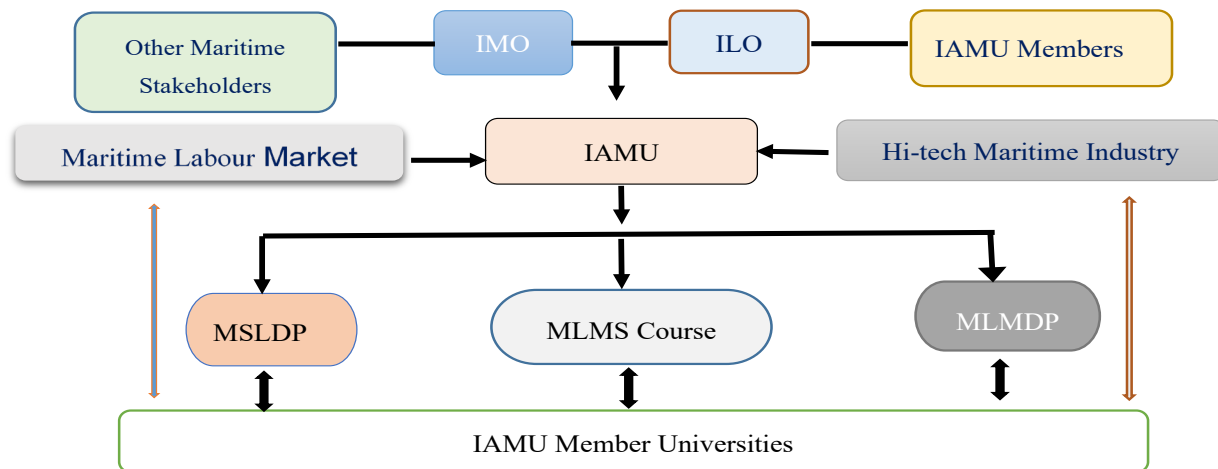 Other Maritime
Stakeholders
IMO
ILO
IAMU Members
Maritime Labour Market
IAMU
Hi-tech Maritime Industry
MSLDP
MLMS Course
MLMDP
IAMU Member Universities